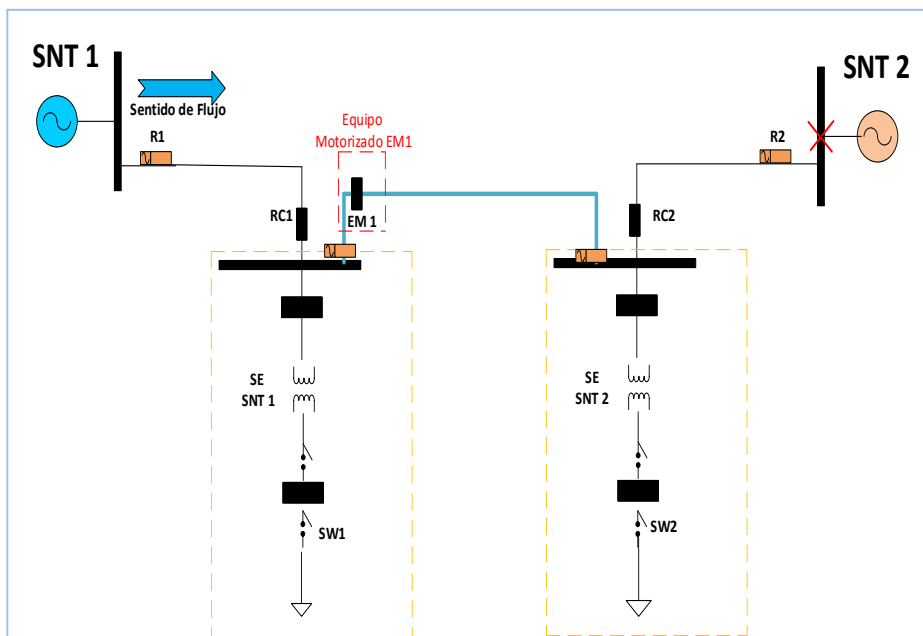 SNT 1
SNT 2
Sentido de Flujo
Equipo
Motorizado EM1
R1
R2
RC1
EM 1
RC2
SE
SNT 1
SE
SNT 2
SW1
SW2